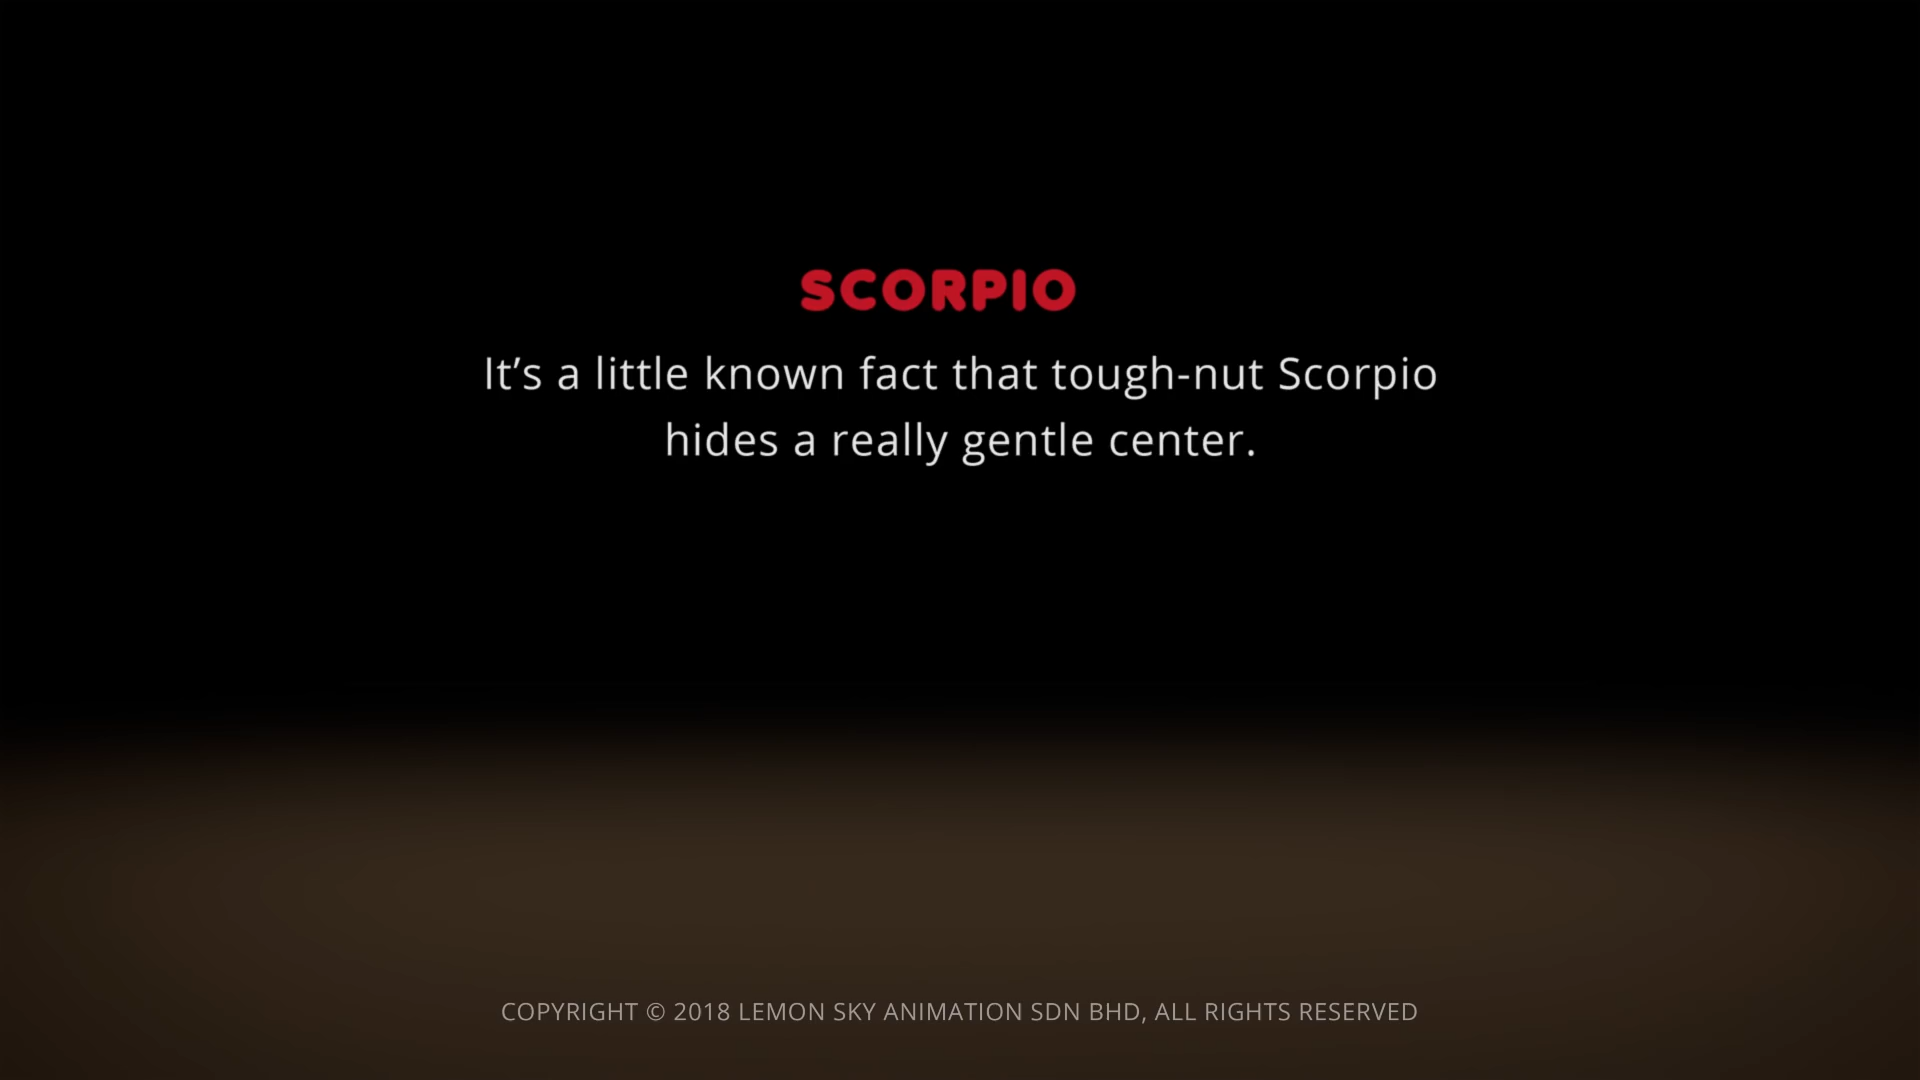 SCORPIO
It’s a little known fact that tough-nut Scorpio
hides a really gentle center.
COPYRIGHT © 2018 LEMON SKY ANIMATION SDN BHD, ALL RIGHTS RESERVED